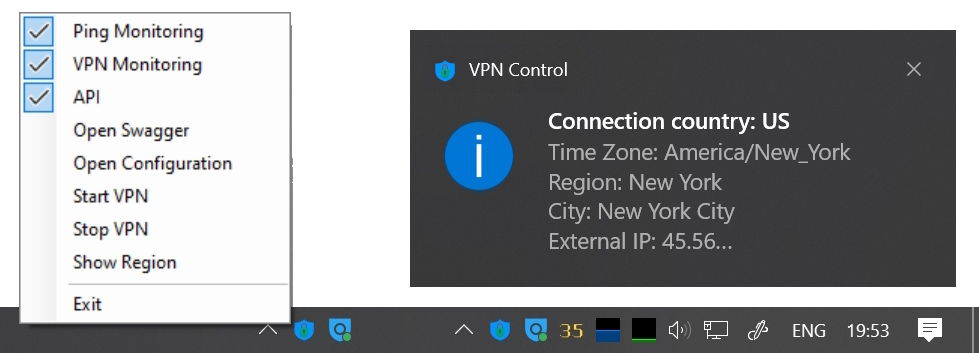 Ping Monitoring
VPN Monitoring
API
Open Swagger
Open Configuration
Start VPN
Stop VPN
Show Region
Exit
VPN Control
Connection country: US
Time Zone: America/New_York
Region: New York
City: New York City
External IP: 45.56...
35
ENG
19:53